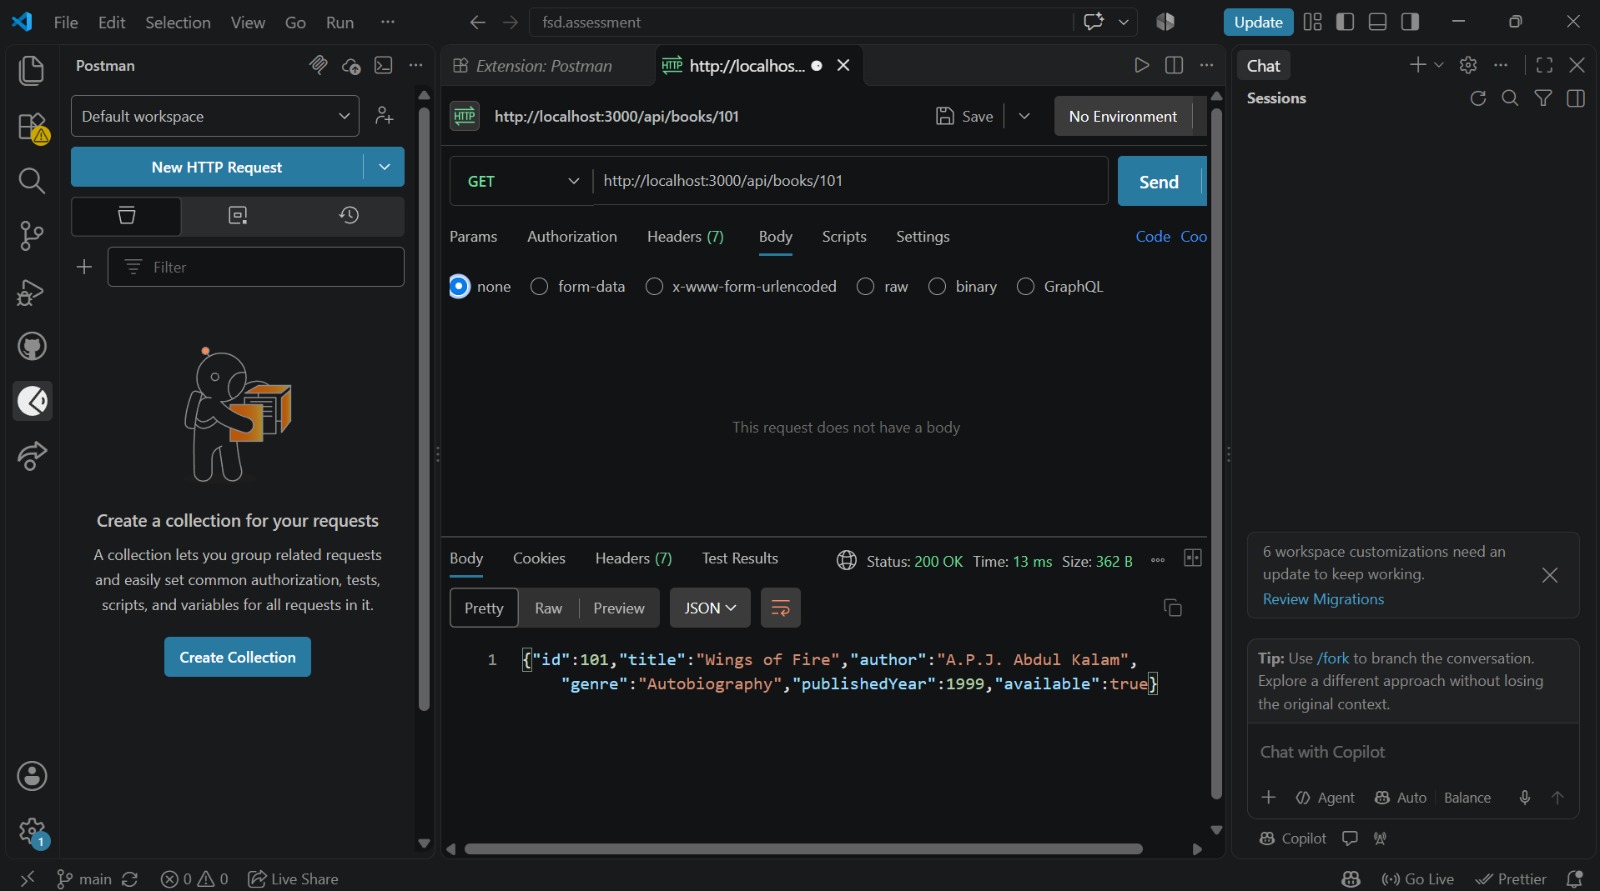 File Edit Selection View Go Run ···
fsd.assessment
Update
Postman
Default workspace
New HTTP Request
Filter
Create a collection for your requests
A collection lets you group related requests
and easily set common authorization, tests,
scripts, and variables for all requests in it.
Create Collection
Extension: Postman
HTTP http://localhos...
HTTP http://localhost:3000/api/books/101
Save
No Environment
GET http://localhost:3000/api/books/101
Send
Params Authorization Headers (7) Body Scripts Settings Code Coo
none form-data x-www-form-urlencoded raw binary GraphQL
This request does not have a body
Body Cookies Headers (7) Test Results Status: 200 OK Time: 13 ms Size: 362 B
Pretty Raw Preview JSON
1 {"id":101,"title":"Wings of Fire","author":"A.P.J. Abdul Kalam",
"genre":"Autobiography","publishedYear":1999,"available":true}
Chat
Sessions
6 workspace customizations need an
update to keep working.
Review Migrations
Tip: Use /fork to branch the conversation.
Explore a different approach without losing
the original context.
Chat with Copilot
Agent Auto Balance
Copilot
1
main 0 0 Live Share
Go Live Prettier